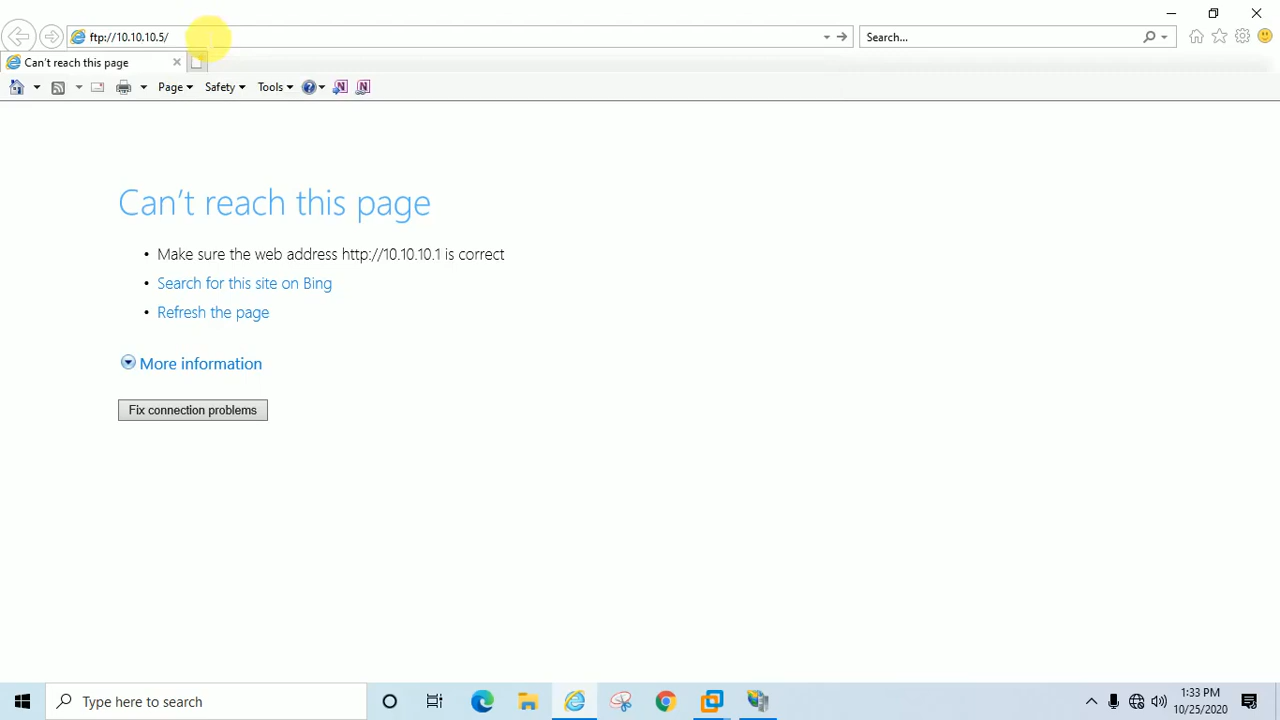 ftp://10.10.10.5/
Search...
Can't reach this page
Page
Safety
Tools
Can't reach this page
• Make sure the web address http://10.10.10.1 is correct
• Search for this site on Bing
• Refresh the page
More information
Fix connection problems
Type here to search
1:33 PM
10/25/2020